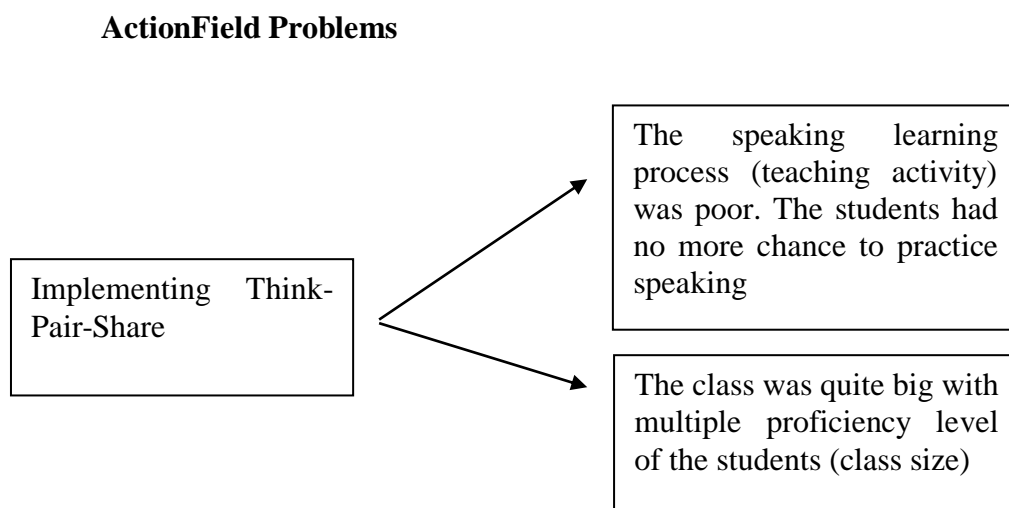 ActionField Problems
The speaking learning
process (teaching activity)
was poor. The students had
no more chance to practice
speaking
Implementing Think-
Pair-Share
The class was quite big with
multiple proficiency level
of the students (class size)